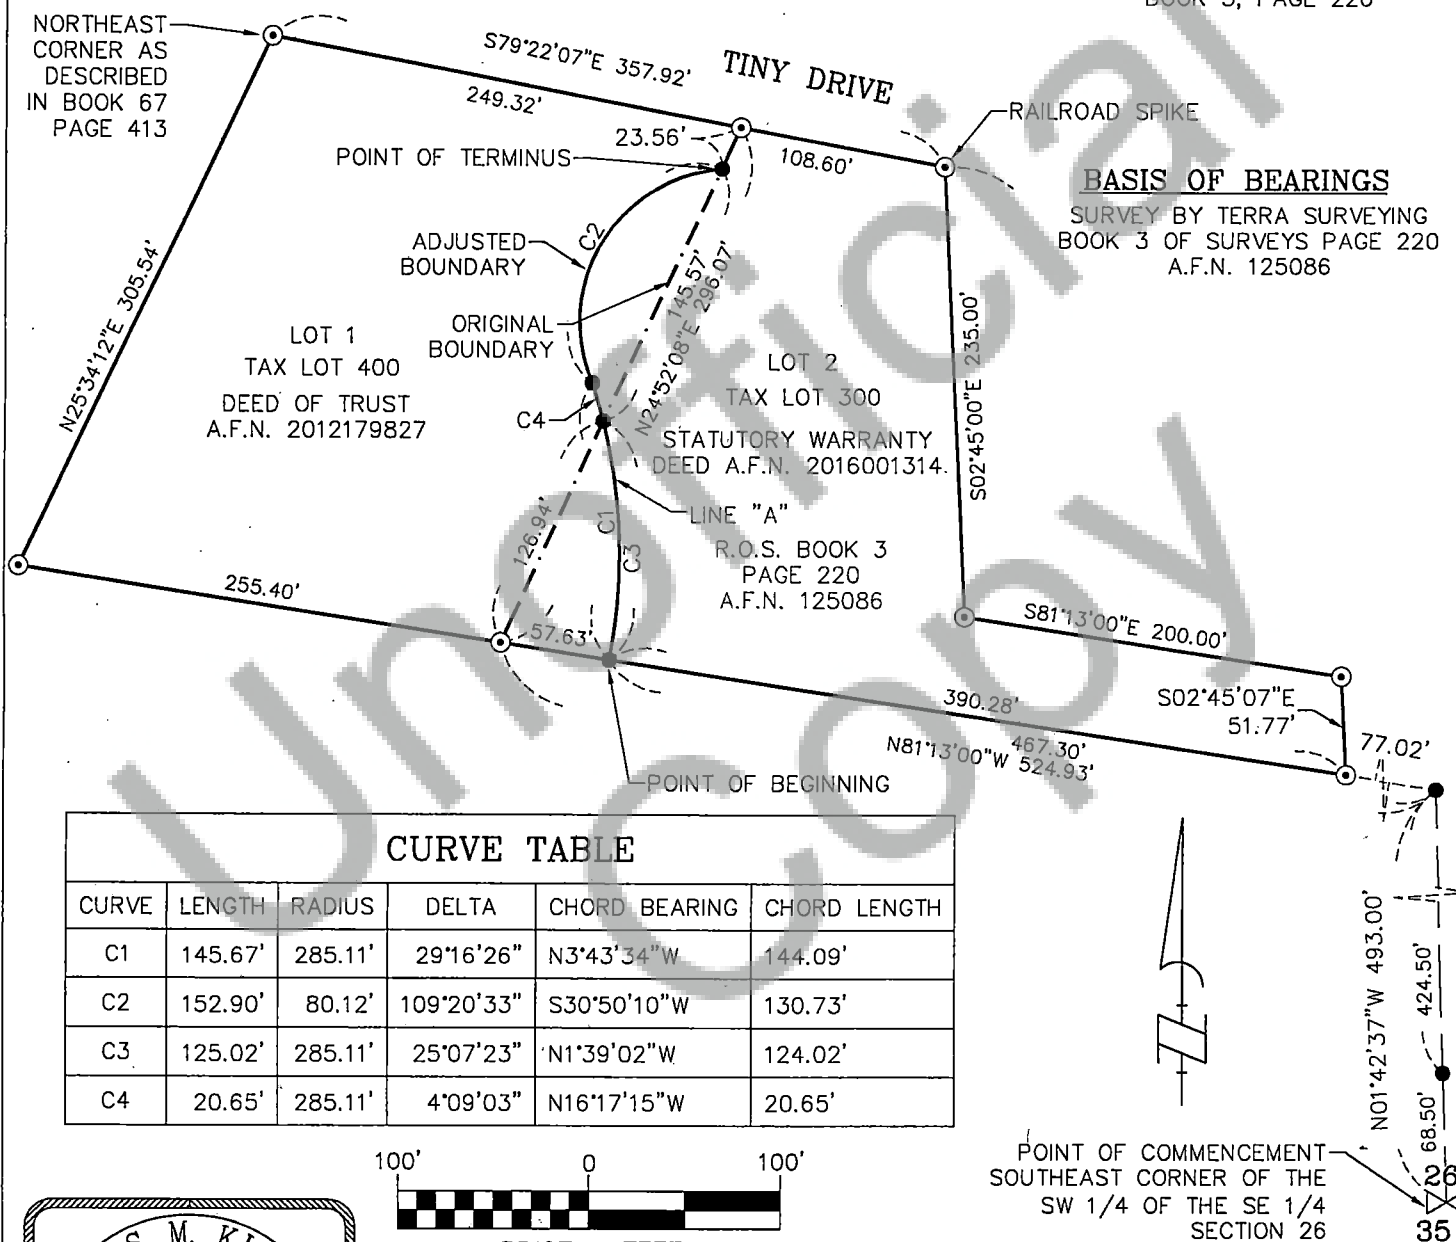 BOOK 3, PAGE 220
NORTHEAST
CORNER AS
DESCRIBED
IN BOOK 67
PAGE 413
S79°22'07"E 357.92'
249.32'
TINY DRIVE
23.56'
108.60'
RAILROAD SPIKE
POINT OF TERMINUS
BASIS OF BEARINGS
SURVEY BY TERRA SURVEYING
BOOK 3 OF SURVEYS PAGE 220
A.F.N. 125086
C2
ADJUSTED
BOUNDARY
ORIGINAL
BOUNDARY
145.57'
N24°52'08"E 296.07'
N25°34'12"E 305.54'
LOT 1
TAX LOT 400
DEED OF TRUST
A.F.N. 2012179827
LOT 2
TAX LOT 300
STATUTORY WARRANTY
DEED A.F.N. 2016001314.
S02°45'00"E 235.00'
C4
LINE "A"
C1
C3
126.94'
R.O.S. BOOK 3
PAGE 220
A.F.N. 125086
255.40'
57.63'
S81°13'00"E 200.00'
S02°45'07"E
51.77'
77.02'
390.28'
467.30'
N81°13'00"W 524.93'
POINT OF BEGINNING
CURVE TABLE
CURVE LENGTH RADIUS DELTA CHORD BEARING CHORD LENGTH
C1 145.67' 285.11' 29°16'26" N3°43'34"W 144.09'
C2 152.90' 80.12' 109°20'33" S30°50'10"W 130.73'
C3 125.02' 285.11' 25°07'23" N1°39'02"W 124.02'
C4 20.65' 285.11' 4°09'03" N16°17'15"W 20.65'
N01°42'37"W 493.00'
424.50'
68.50'
POINT OF COMMENCEMENT
SOUTHEAST CORNER OF THE
SW 1/4 OF THE SE 1/4
SECTION 26
26
35
100' 0 100'
Unofficial
Copy